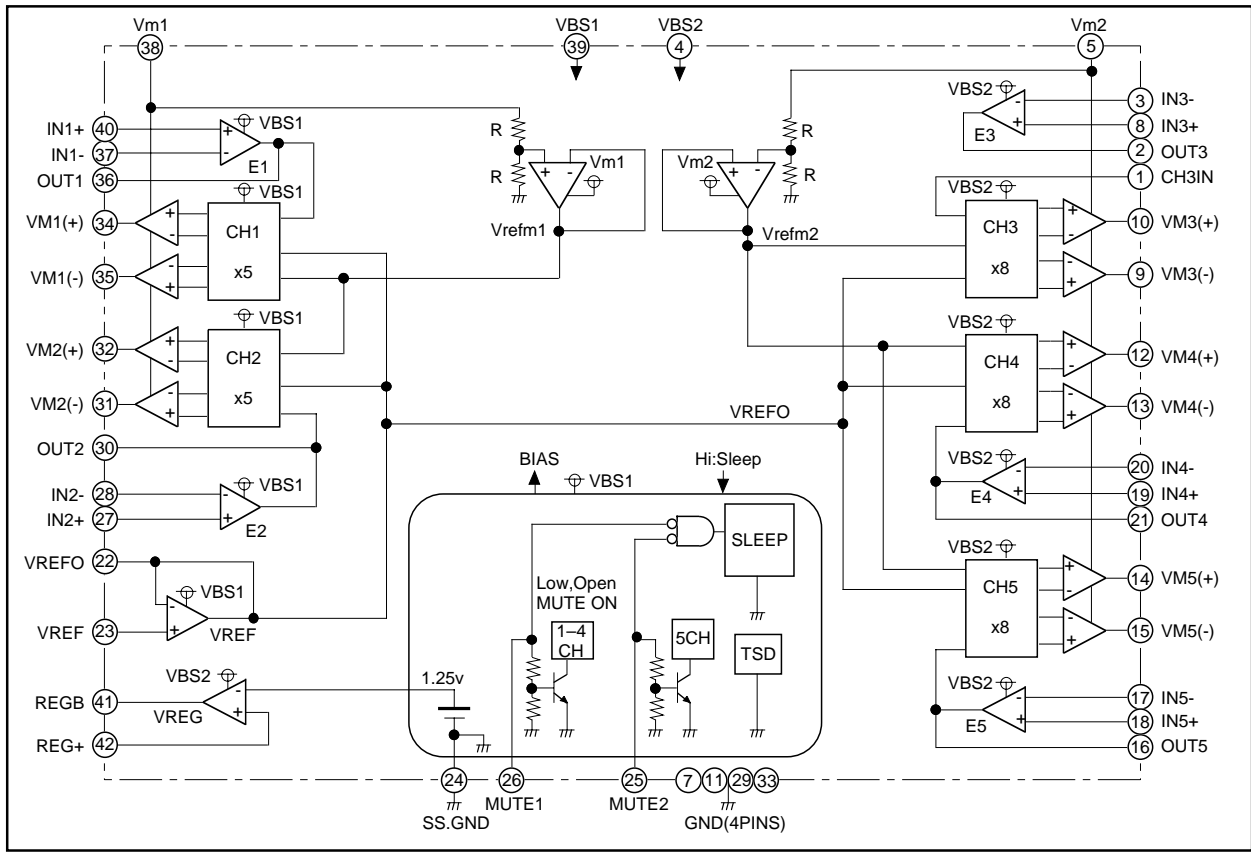 Vm1
VBS1
VBS2
Vm2
38
39
4
5
IN1+ 40
VBS1
+
-
IN1- 37
E1
OUT1 36
VBS1
VM1(+) 34
+
-
CH1
x5
VM1(-) 35
-
+
VBS1
VM2(+) 32
+
-
CH2
x5
VM2(-) 31
-
+
OUT2 30
IN2- 28
VBS1
-
+
IN2+ 27
E2
VREFO 22
VBS1
-
+
VREF 23
VREF
VBS2
REGB 41
-
+
VREG
REG+ 42
R
R
+
-
Vm1
Vrefm1
R
R
Vm2
+
-
Vrefm2
VREFO
VBS2
-
+
E3
3 IN3-
8 IN3+
2 OUT3
1 CH3IN
VBS2
CH3
x8
+
-
10 VM3(+)
-
+
9 VM3(-)
VBS2
CH4
x8
+
-
12 VM4(+)
-
+
13 VM4(-)
VBS2
-
+
E4
20 IN4-
19 IN4+
21 OUT4
VBS2
CH5
x8
+
-
14 VM5(+)
-
+
15 VM5(-)
VBS2
-
+
E5
17 IN5-
18 IN5+
16 OUT5
BIAS
VBS1
Hi:Sleep
SLEEP
Low,Open
MUTE ON
1–4
CH
5CH
TSD
1.25v
24
26
25
7
11
29
33
SS.GND
MUTE1
MUTE2
GND(4PINS)